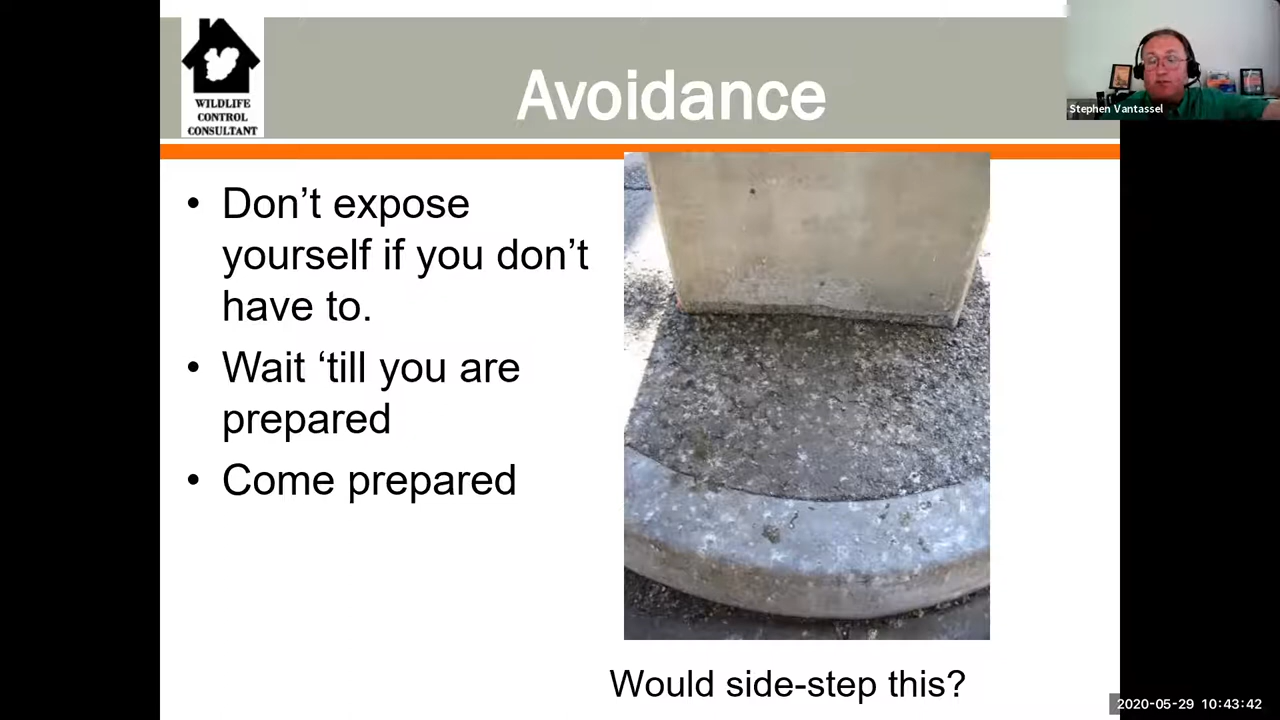 WILDLIFE
CONTROL
CONSULTANT
Avoidance
Stephen Vantassel
• Don’t expose
yourself if you don’t
have to.
• Wait ‘till you are
prepared
• Come prepared
Would side-step this?
2020-05-29 10:43:42